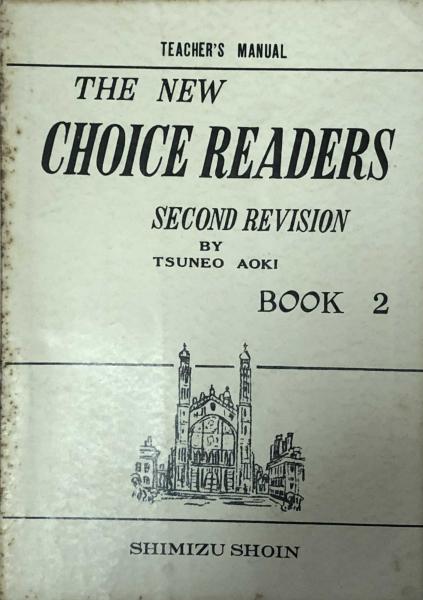 TEACHER'S MANUAL
THE NEW
CHOICE READERS
SECOND REVISION
BY
TSUNEO AOKI
BOOK 2
SHIMIZU SHOIN